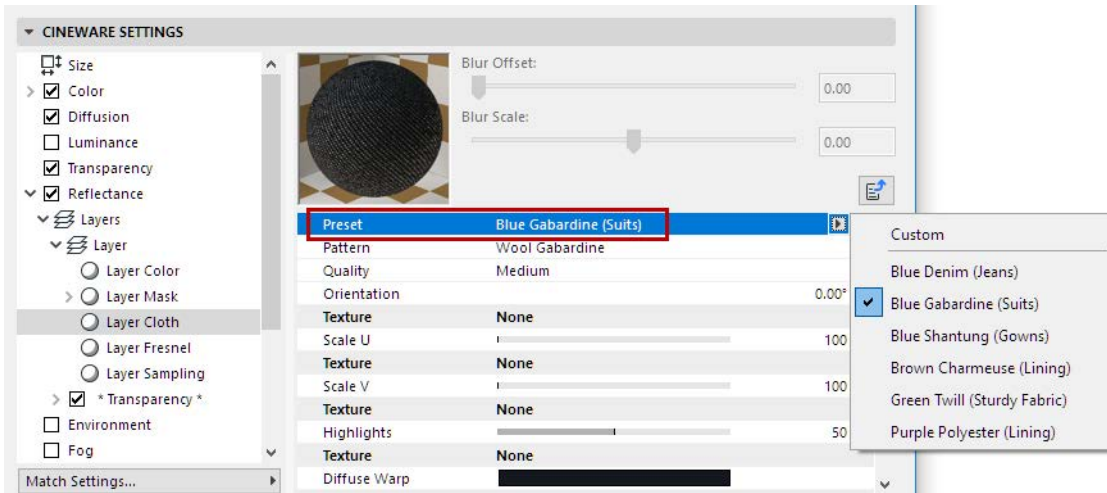 CINEWARE SETTINGS
Size
Color
Diffusion
Luminance
Transparency
Reflectance
Layers
Layer
Layer Color
Layer Mask
Layer Cloth
Layer Fresnel
Layer Sampling
* Transparency *
Environment
Fog
Match Settings...
Blur Offset:
0.00
Blur Scale:
0.00
Preset Blue Gabardine (Suits)
Pattern Wool Gabardine
Quality Medium
Orientation 0.00°
Texture None
Scale U 100
Texture None
Scale V 100
Texture None
Highlights 50
Texture None
Diffuse Warp
Custom
Blue Denim (Jeans)
Blue Gabardine (Suits)
Blue Shantung (Gowns)
Brown Charmeuse (Lining)
Green Twill (Sturdy Fabric)
Purple Polyester (Lining)